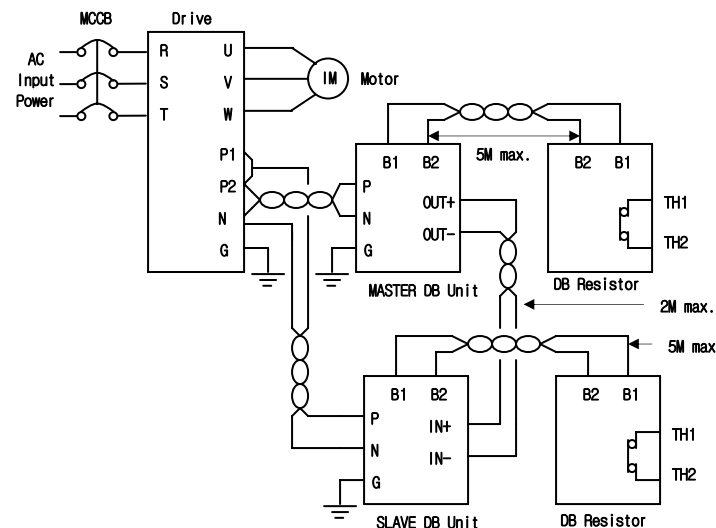 MCCB
Drive
AC
Input
Power
R
S
T
U
V
W
P1
P2
N
G
IM
Motor
B1
B2
P
N
G
OUT+
OUT-
MASTER DB Unit
5M max.
B2
B1
TH1
TH2
DB Resistor
2M max.
5M max
B1
B2
P
N
G
IN+
IN-
SLAVE DB Unit
B2
B1
TH1
TH2
DB Resistor